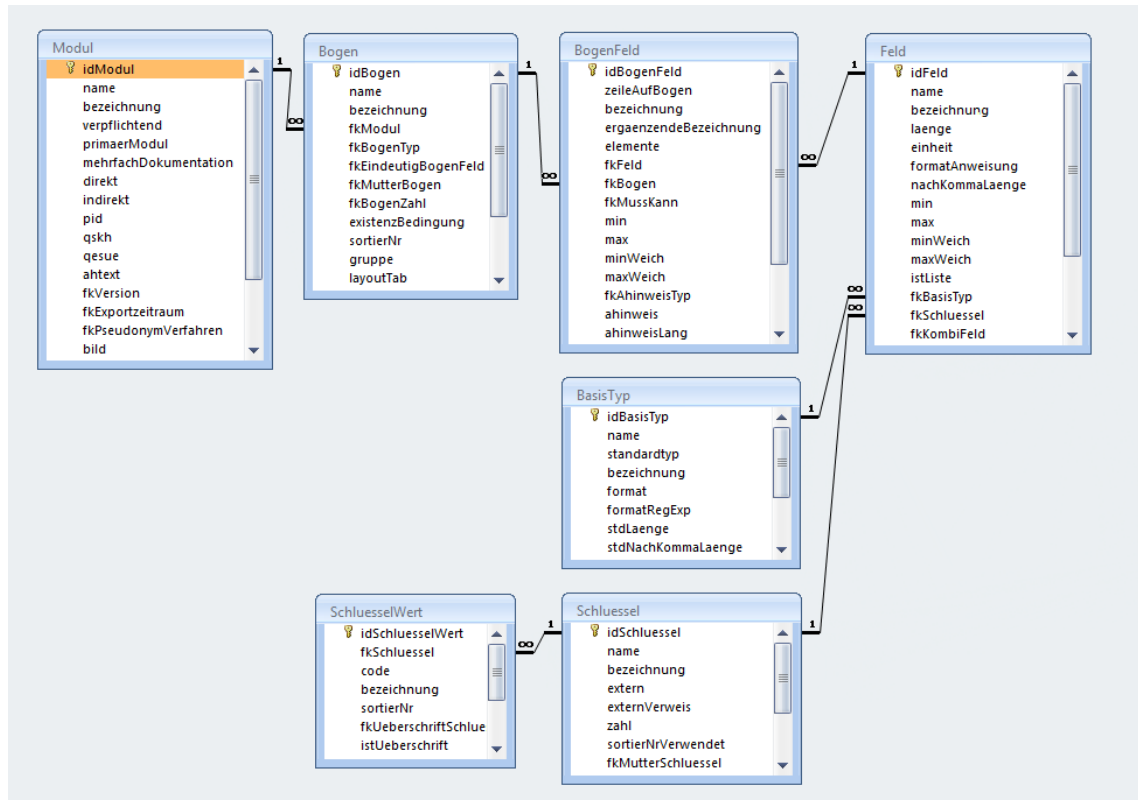 Modul
idModul
name
bezeichnung
verpflichtend
primaerModul
mehrfachDokumentation
direkt
indirekt
pid
qskh
qesue
ahtext
fkVersion
fkExportzeitraum
fkPseudonymVerfahren
bild
1
∞
Bogen
idBogen
name
bezeichnung
fkModul
fkBogenTyp
fkEindeutigBogenFeld
fkMutterBogen
fkBogenZahl
existenzBedingung
sortierNr
gruppe
layoutTab
1
∞
BogenFeld
idBogenFeld
zeileAufBogen
bezeichnung
ergaenzendeBezeichnung
elemente
fkFeld
fkBogen
fkMussKann
min
max
minWeich
maxWeich
fkAhinweisTyp
ahinweis
ahinweisLang
∞
1
Feld
idFeld
name
bezeichnung
laenge
einheit
formatAnweisung
nachKommaLaenge
min
max
minWeich
maxWeich
istListe
fkBasisTyp
fkSchluessel
fkKombiFeld
∞
∞
BasisTyp
idBasisTyp
name
standardtyp
bezeichnung
format
formatRegExp
stdLaenge
stdNachKommaLaenge
1
SchluesselWert
idSchluesselWert
fkSchluessel
code
bezeichnung
sortierNr
fkUeberschriftSchlue
istUeberschrift
∞
1
Schluessel
idSchluessel
name
bezeichnung
extern
externVerweis
zahl
sortierNrVerwendet
fkMutterSchluessel
1